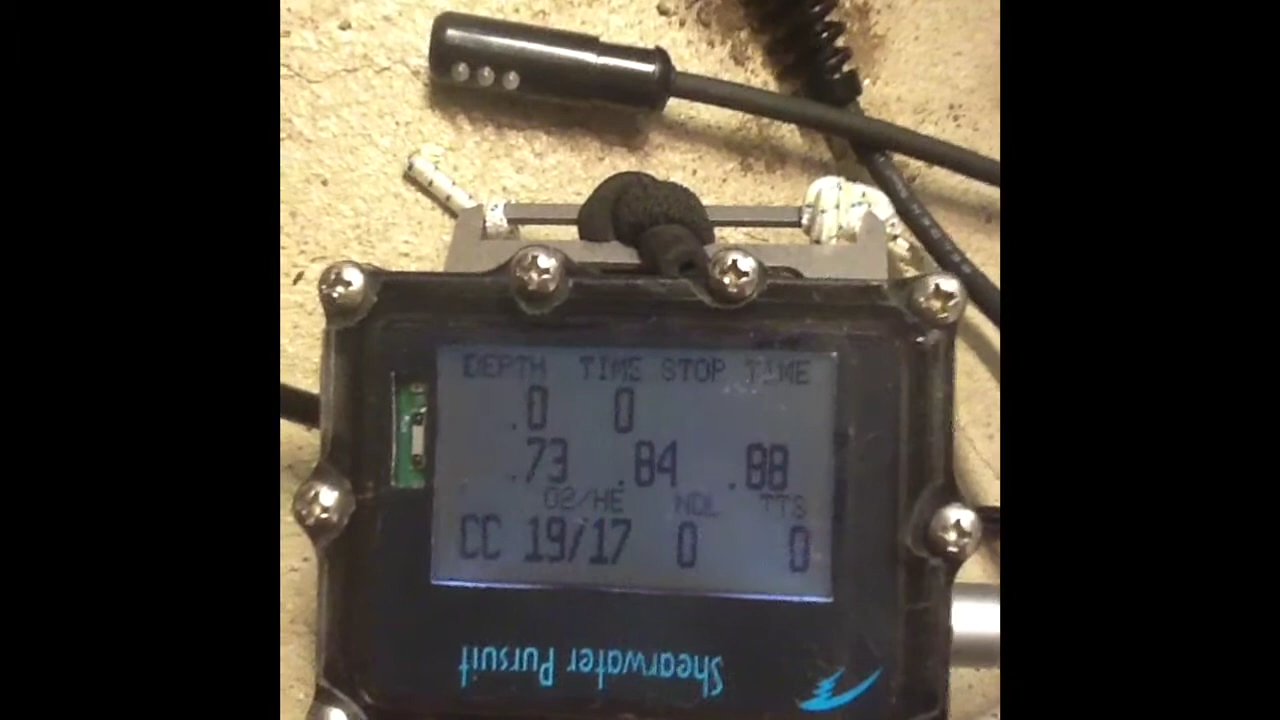 DEPTH TIME STOP TIME
.0 0
.73 .84 .88
O2/HE NDL TTS
CC 19/17 0 0
Shearwater Pursuit